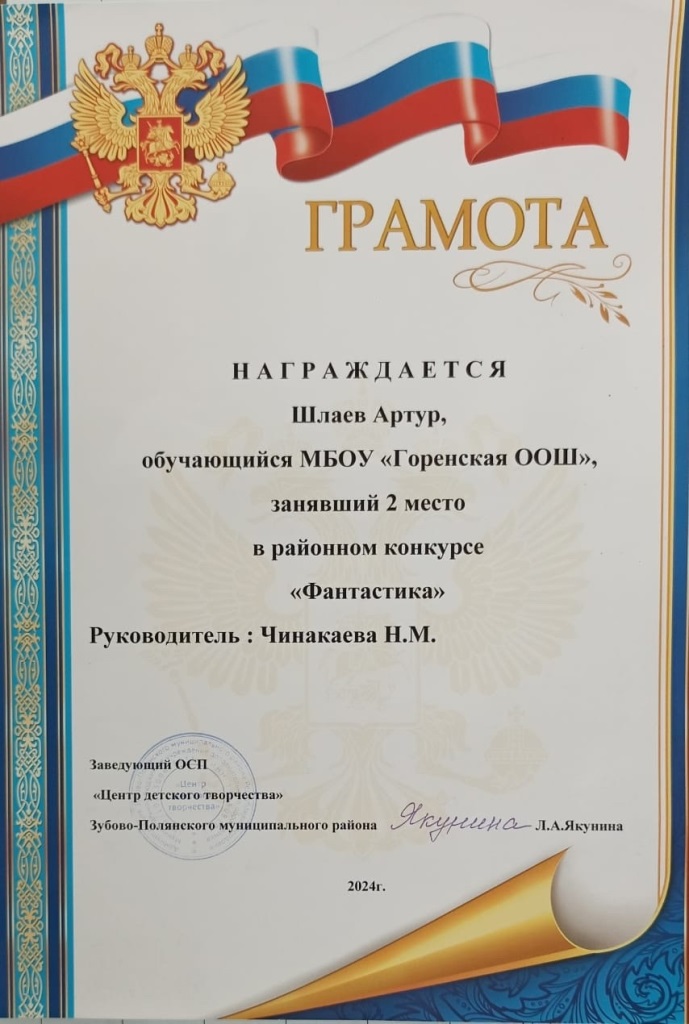 ГРАМОТА
НАГРАЖДАЕТСЯ
Шлаев Артур,
обучающийся МБОУ «Горенская ООШ»,
занявший 2 место
в районном конкурсе
«Фантастика»
Руководитель : Чинакаева Н.М.
Заведующий ОСП
«Центр детского творчества»
Зубово-Полянского муниципального района Якунина Л.А.Якунина
2024г.